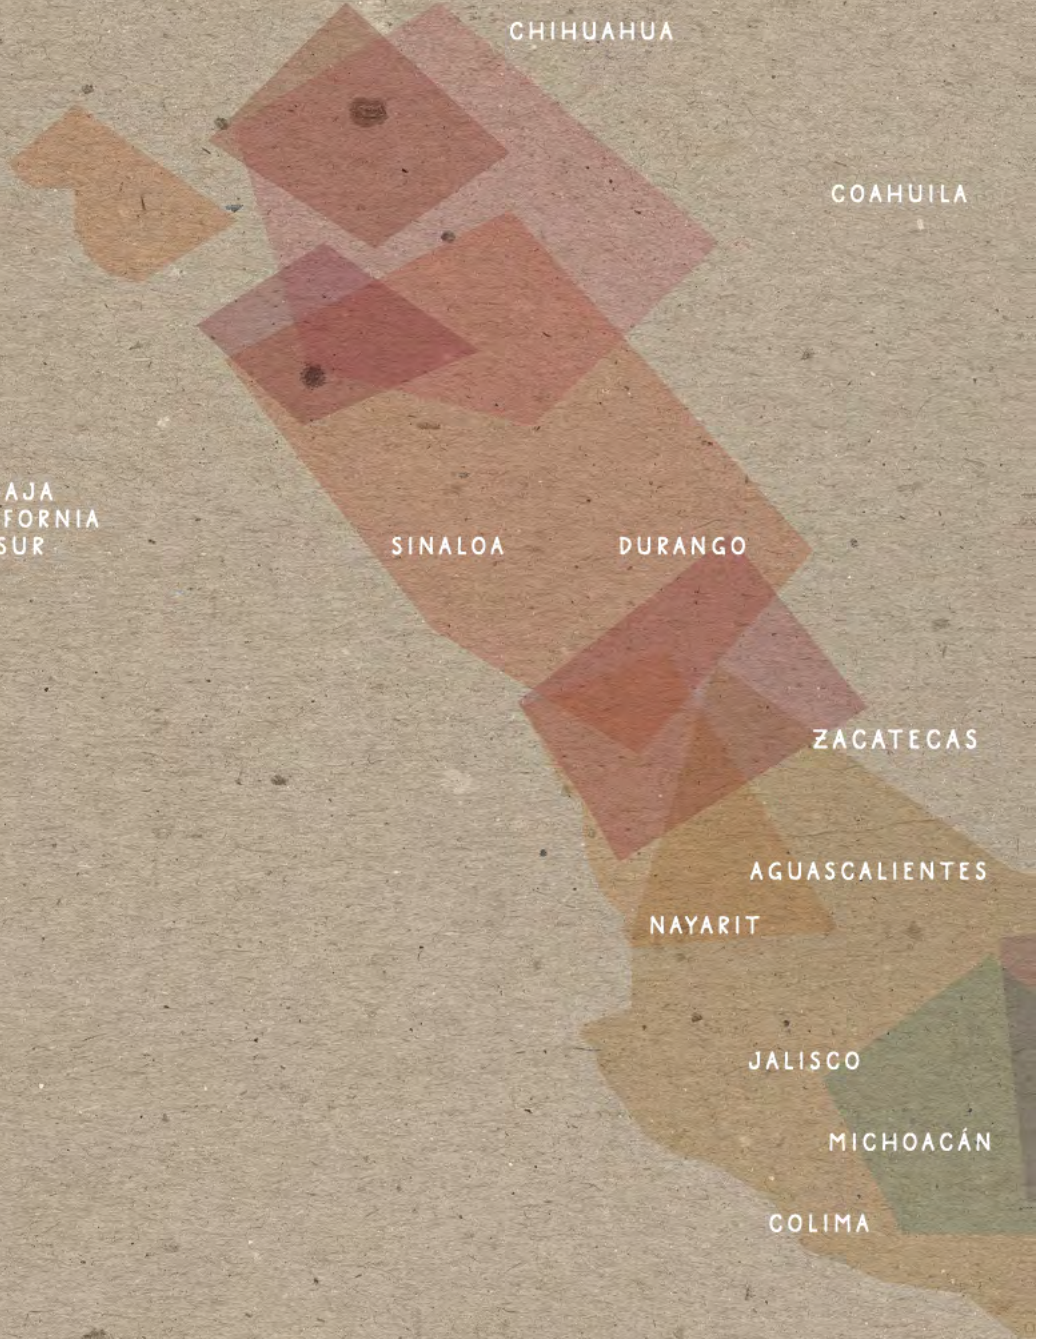 CHIHUAHUA
COAHUILA
AJA
FORNIA
SUR
SINALOA
DURANGO
ZACATECAS
AGUASCALIENTES
NAYARIT
JALISCO
MICHOACÁN
COLIMA